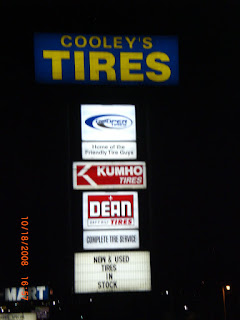 COOLEY'S
TIRES
Home of the
Friendly Tire Guys
KUMHO
TIRES
DEAN
TIRES
COMPLETE TIRE SERVICE
NEW & USED
TIRES
IN
STOCK
MART
10/18/2008